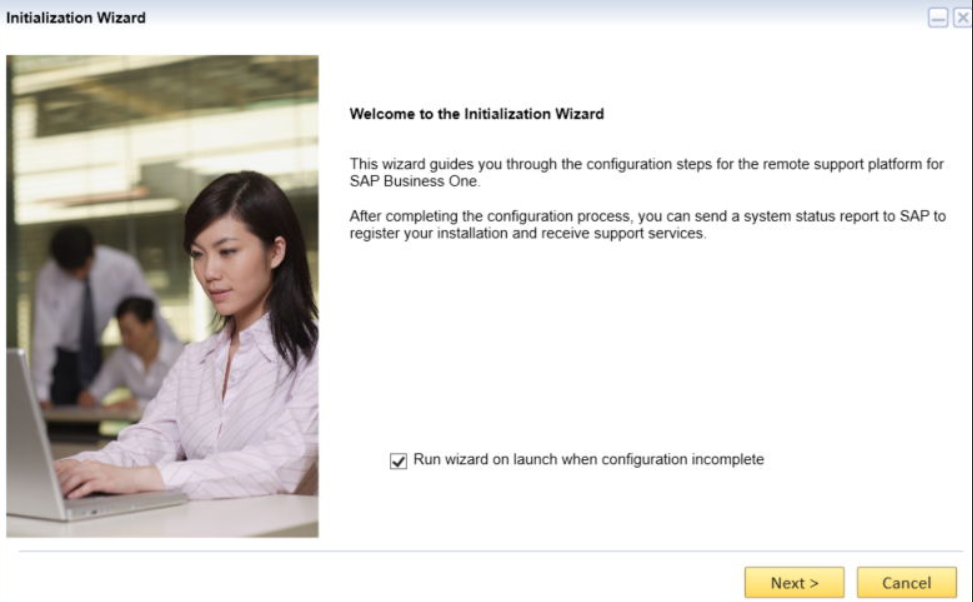 Initialization Wizard
Welcome to the Initialization Wizard
This wizard guides you through the configuration steps for the remote support platform for
SAP Business One.
After completing the configuration process, you can send a system status report to SAP to
register your installation and receive support services.
Run wizard on launch when configuration incomplete
Next >
Cancel